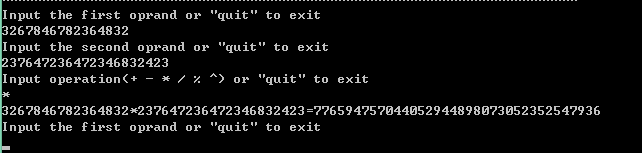 Input the first oprand or "quit" to exit
3267846782364832
Input the second oprand or "quit" to exit
237647236472346832423
Input operation(+ - * / % ^) or "quit" to exit
*
3267846782364832*237647236472346832423=776594757044052944898073052352547936
Input the first oprand or "quit" to exit